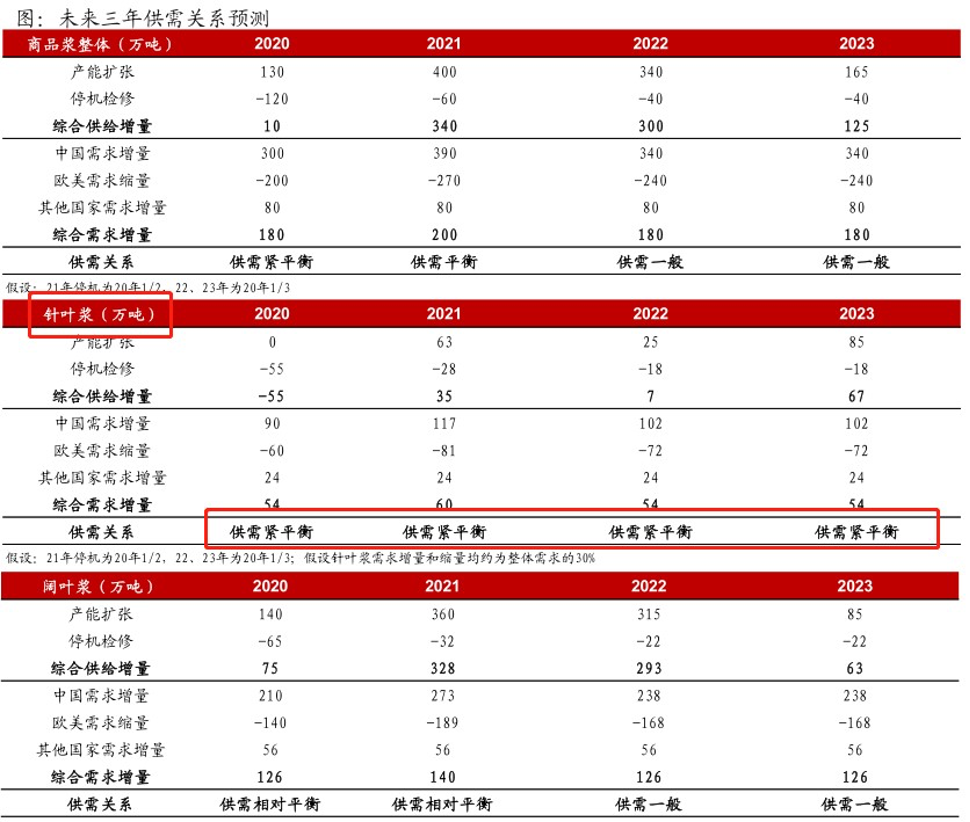 图：未来三年供需关系预测
商品浆整体（万吨） 2020 2021 2022 2023
产能扩张 130 400 340 165
停机检修 -120 -60 -40 -40
综合供给增量 10 340 300 125
中国需求增量 300 390 340 340
欧美需求缩量 -200 -270 -240 -240
其他国家需求增量 80 80 80 80
综合需求增量 180 200 180 180
供需关系 供需紧平衡 供需平衡 供需一般 供需一般
假设：21年停机为20年1/2，22、23年为20年1/3
针叶浆（万吨） 2020 2021 2022 2023
产能扩张 0 63 25 85
停机检修 -55 -28 -18 -18
综合供给增量 -55 35 7 67
中国需求增量 90 117 102 102
欧美需求缩量 -60 -81 -72 -72
其他国家需求增量 24 24 24 24
综合需求增量 54 60 54 54
供需关系 供需紧平衡 供需紧平衡 供需紧平衡 供需紧平衡
假设：21年停机为20年1/2，22、23年为20年1/3；假设针叶浆需求增量和缩量均约为整体需求的30%
阔叶浆（万吨） 2020 2021 2022 2023
产能扩张 140 360 315 85
停机检修 -65 -32 -22 -22
综合供给增量 75 328 293 63
中国需求增量 210 273 238 238
欧美需求缩量 -140 -189 -168 -168
其他国家需求增量 56 56 56 56
综合需求增量 126 140 126 126
供需关系 供需相对平衡 供需相对平衡 供需一般 供需一般